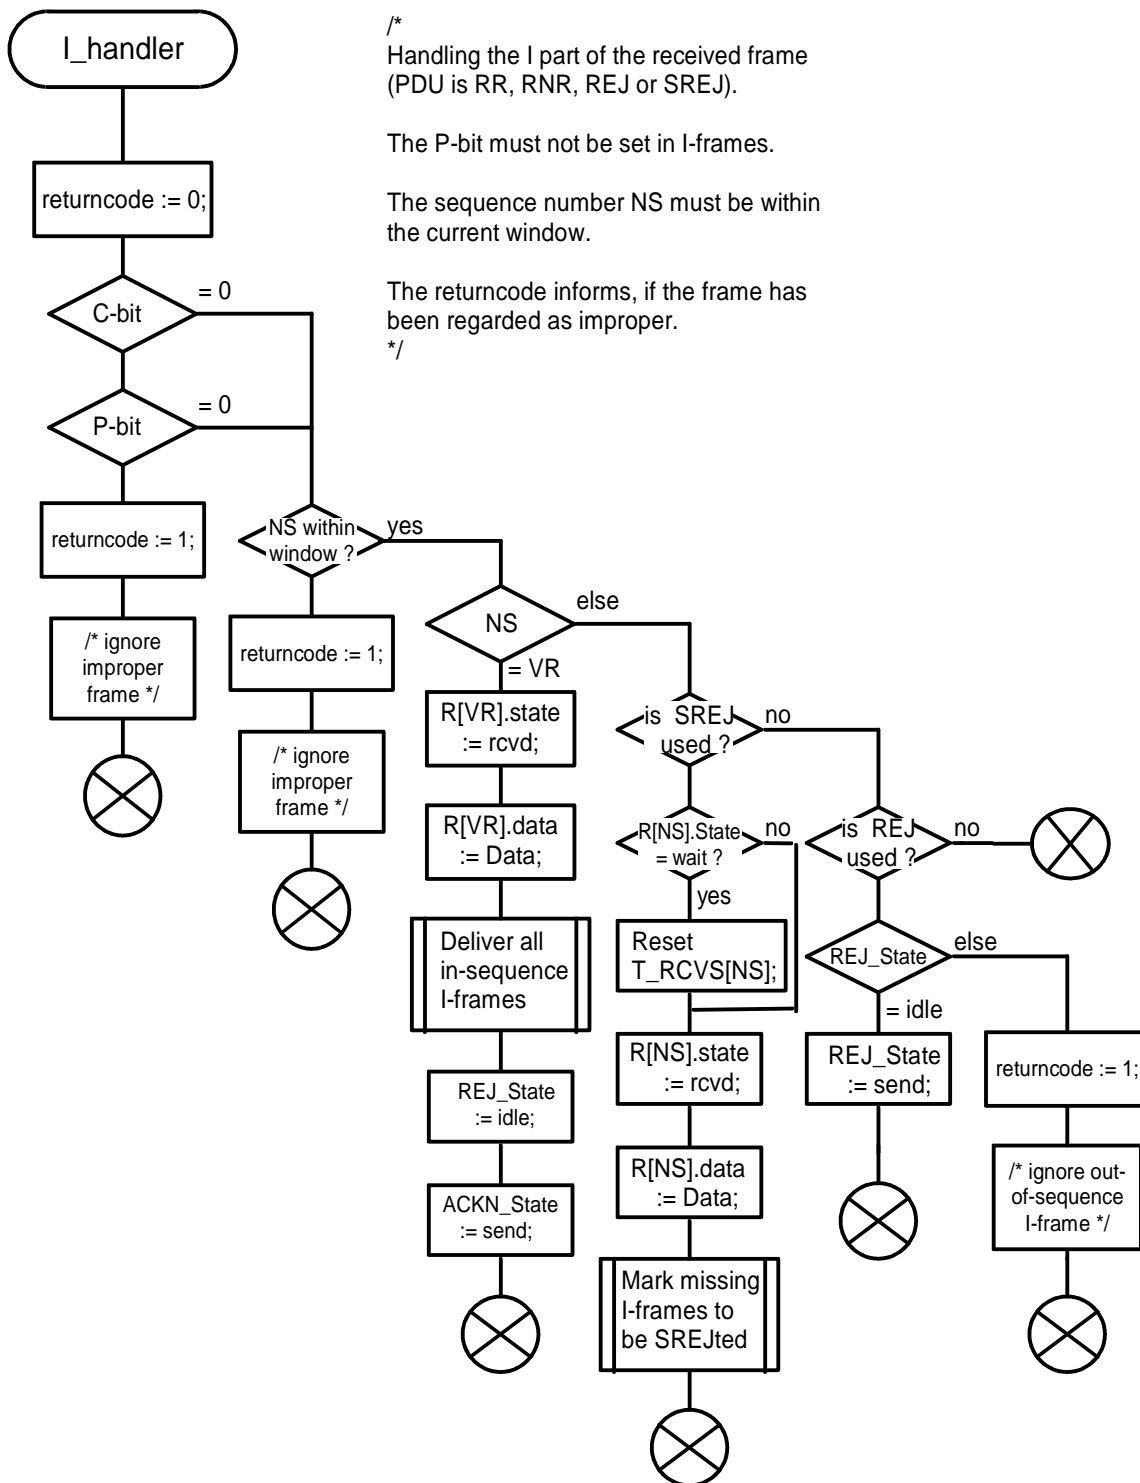 I_handler
/*
Handling the I part of the received frame
(PDU is RR, RNR, REJ or SREJ).
The P-bit must not be set in I-frames.
The sequence number NS must be within
the current window.
The returncode informs, if the frame has
been regarded as improper.
*/
returncode := 0;
C-bit
= 0
P-bit
= 0
returncode := 1;
/* ignore
improper
frame */
NS within
window ?
yes
returncode := 1;
/* ignore
improper
frame */
NS
else
= VR
R[VR].state
:= rcvd;
R[VR].data
:= Data;
Deliver all
in-sequence
I-frames
REJ_State
:= idle;
ACKN_State
:= send;
is SREJ
used ?
no
R[NS].State
= wait ?
no
yes
Reset
T_RCVS[NS];
R[NS].state
:= rcvd;
R[NS].data
:= Data;
Mark missing
I-frames to
be SREJted
is REJ
used ?
no
REJ_State
else
= idle
REJ_State
:= send;
returncode := 1;
/* ignore out-
of-sequence
I-frame */